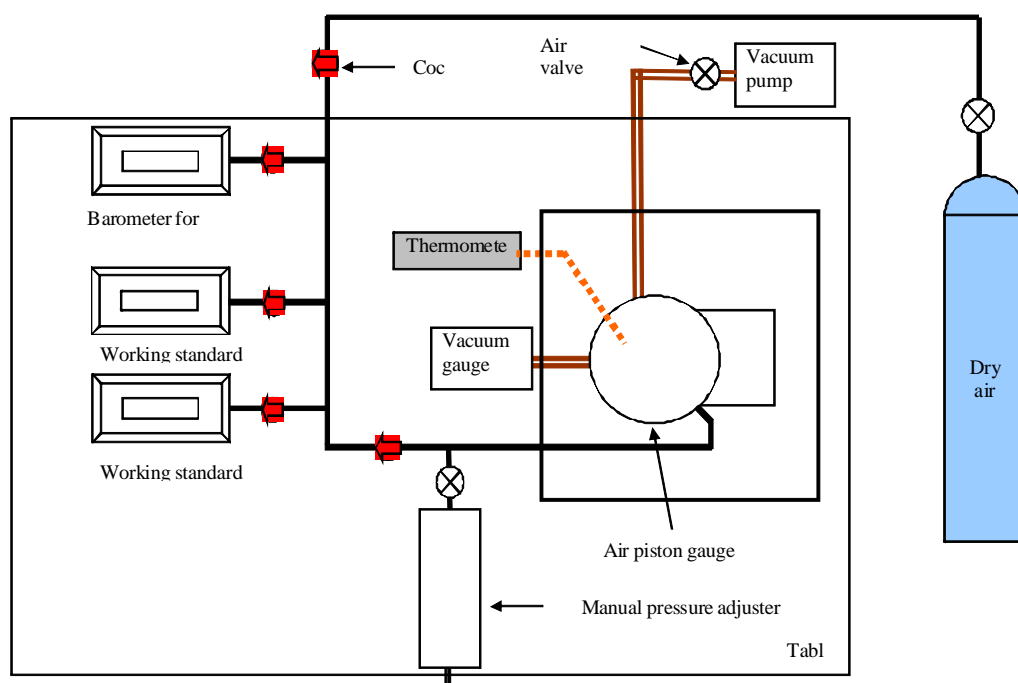 Coc
Air
valve
Vacuum
pump
Barometer for
Thermomete
Working standard
Vacuum
gauge
Dry
air
Working standard
Air piston gauge
Manual pressure adjuster
Tabl